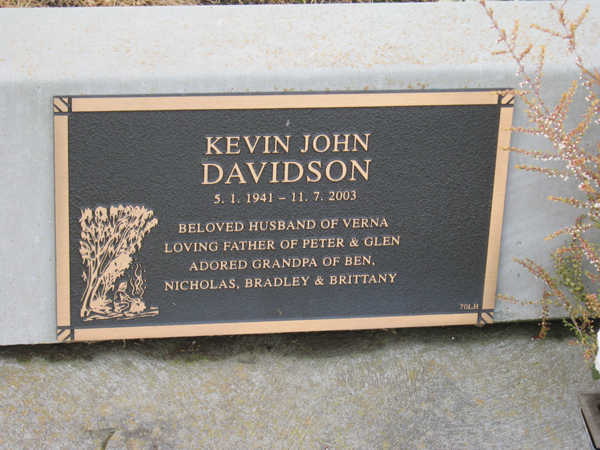 KEVIN JOHN
DAVIDSON
5. 1. 1941 – 11. 7. 2003
BELOVED HUSBAND OF VERNA
LOVING FATHER OF PETER & GLEN
ADORED GRANDPA OF BEN,
NICHOLAS, BRADLEY & BRITTANY
70LH